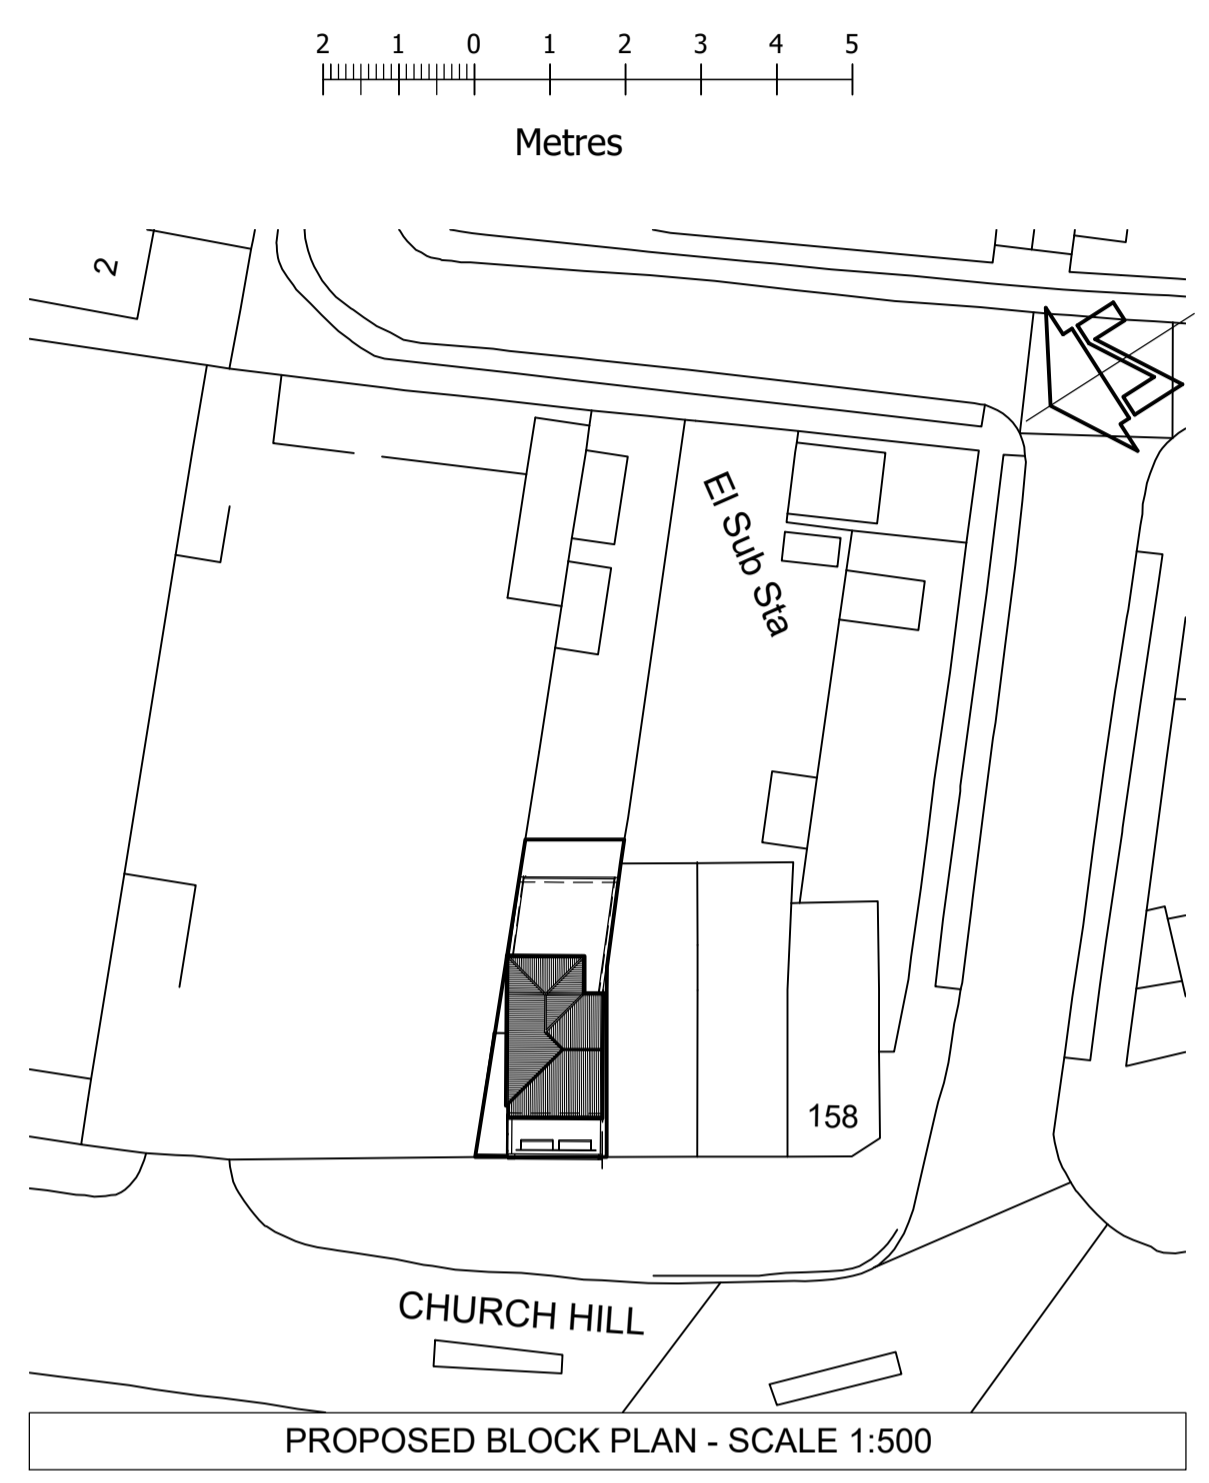 2 1 0 1 2 3 4 5
Metres
2
El Sub Sta
158
CHURCH HILL
PROPOSED BLOCK PLAN - SCALE 1:500